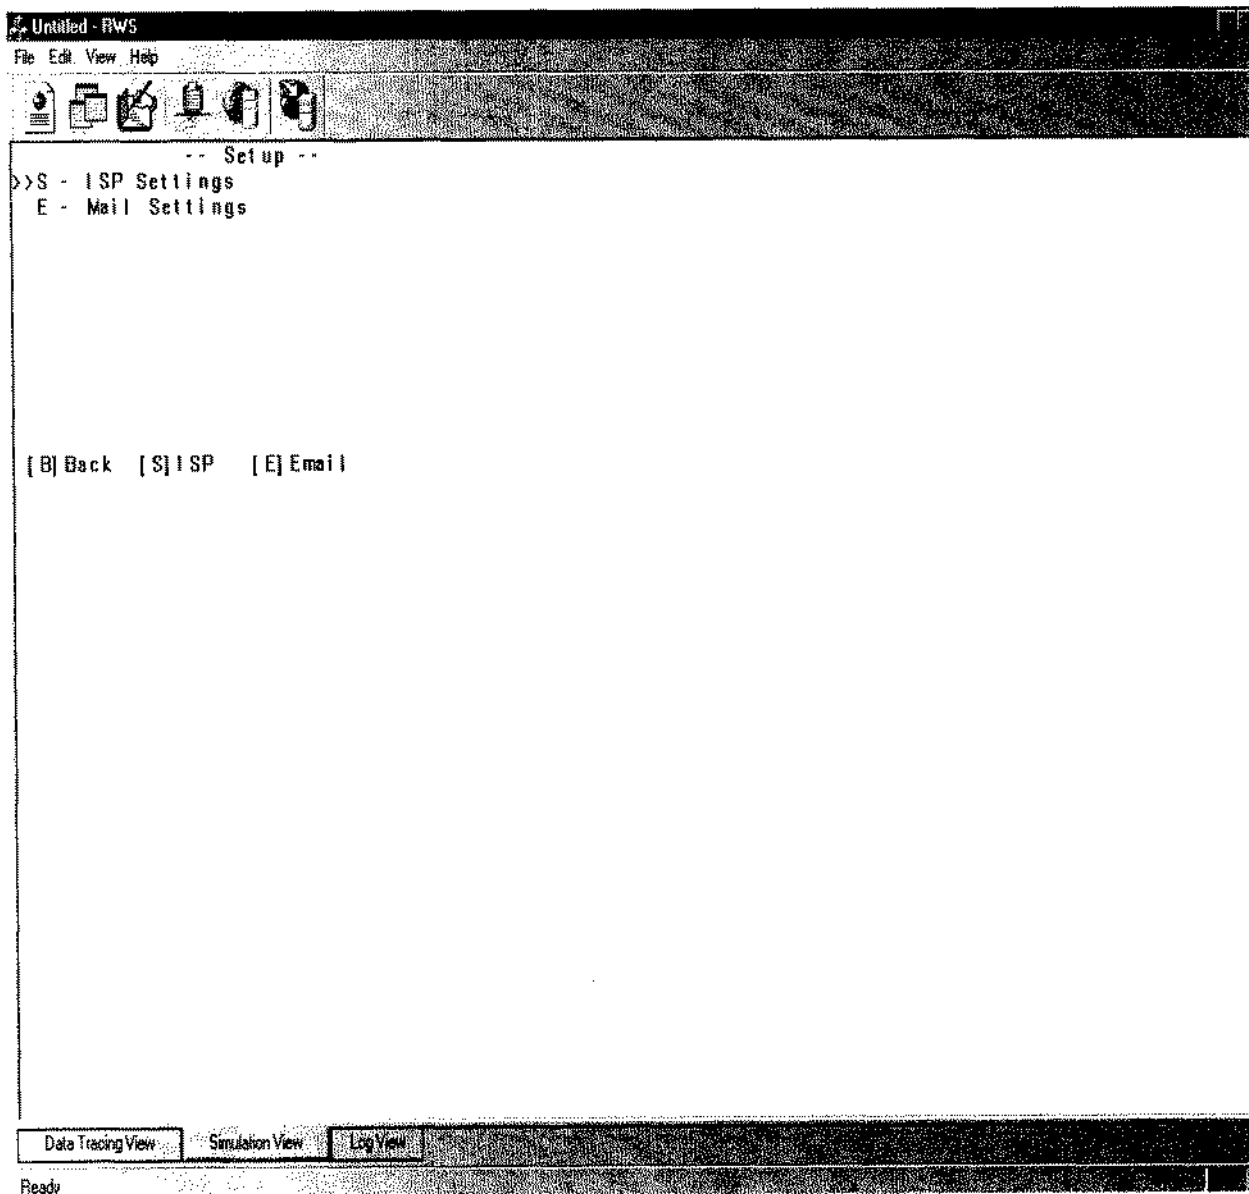 Untitled - RWS
File Edit View Help
-- Setup --
>>S - ISP Settings
E - Mail Settings
[B] Back [S] ISP [E] Email
Data Tracing View Simulation View Log View
Ready